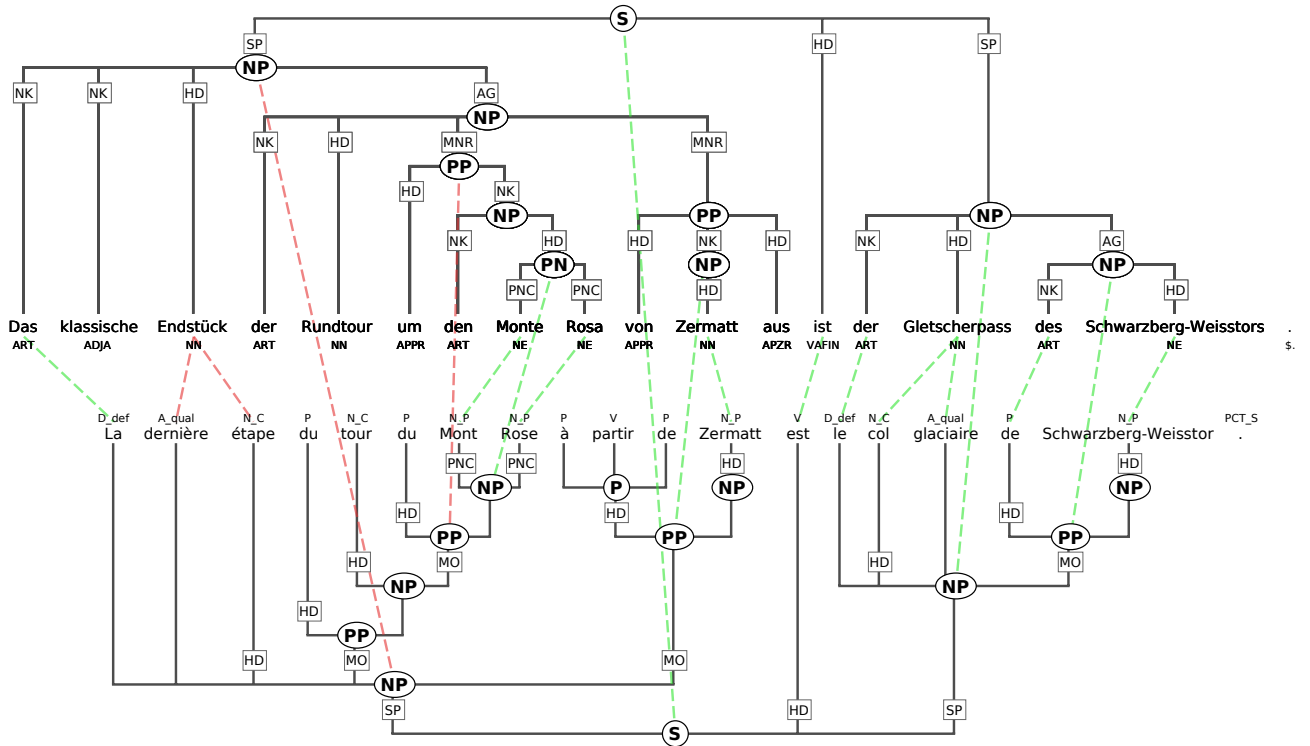 S
SP HD SP
NP
NK NK HD AG
NP
NK HD MNR MNR
PP
HD NK
NP PP NP
NK HD HD NK HD NK HD AG
PN NP NP
PNC PNC HD NK HD
Das klassische Endstück der Rundtour um den Monte Rosa von Zermatt aus ist der Gletscherpass des Schwarzberg-Weisstors .
ART ADJA NN ART NN APPR ART NE NE APPR NN APZR VAFIN ART NN ART NE $.
D_def A_qual N_C P N_C P N_P N_P P V P N_P V D_def N_C A_qual P N_P PCT_S
La dernière étape du tour du Mont Rose à partir de Zermatt est le col glaciaire de Schwarzberg-Weisstor .
PNC PNC HD HD
NP P NP NP
HD HD HD
PP PP PP
HD MO HD MO
NP NP
HD
PP
HD MO MO
NP
SP HD SP
S